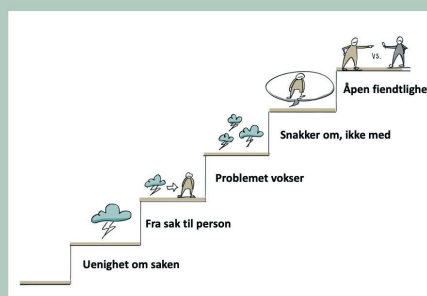 vs.
Åpen fiendtlighe
Snakker om, ikke med
Problemet vokser
Fra sak til person
Uenighet om saken